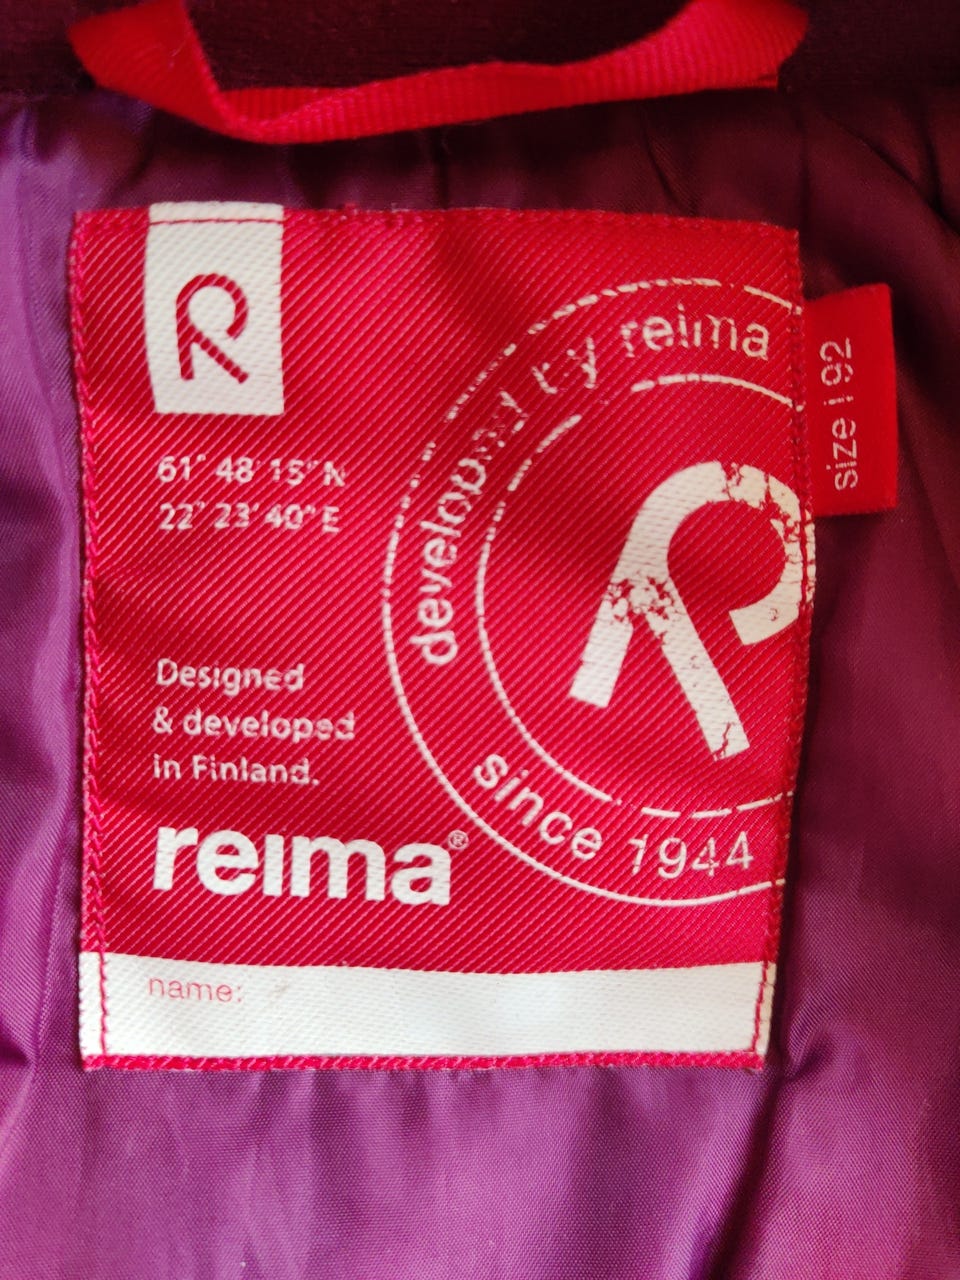 61° 48' 15" N
22° 23' 40" E
Designed
& developed
in Finland.
reima®
name:
developed by reima
since 1944
size | 92